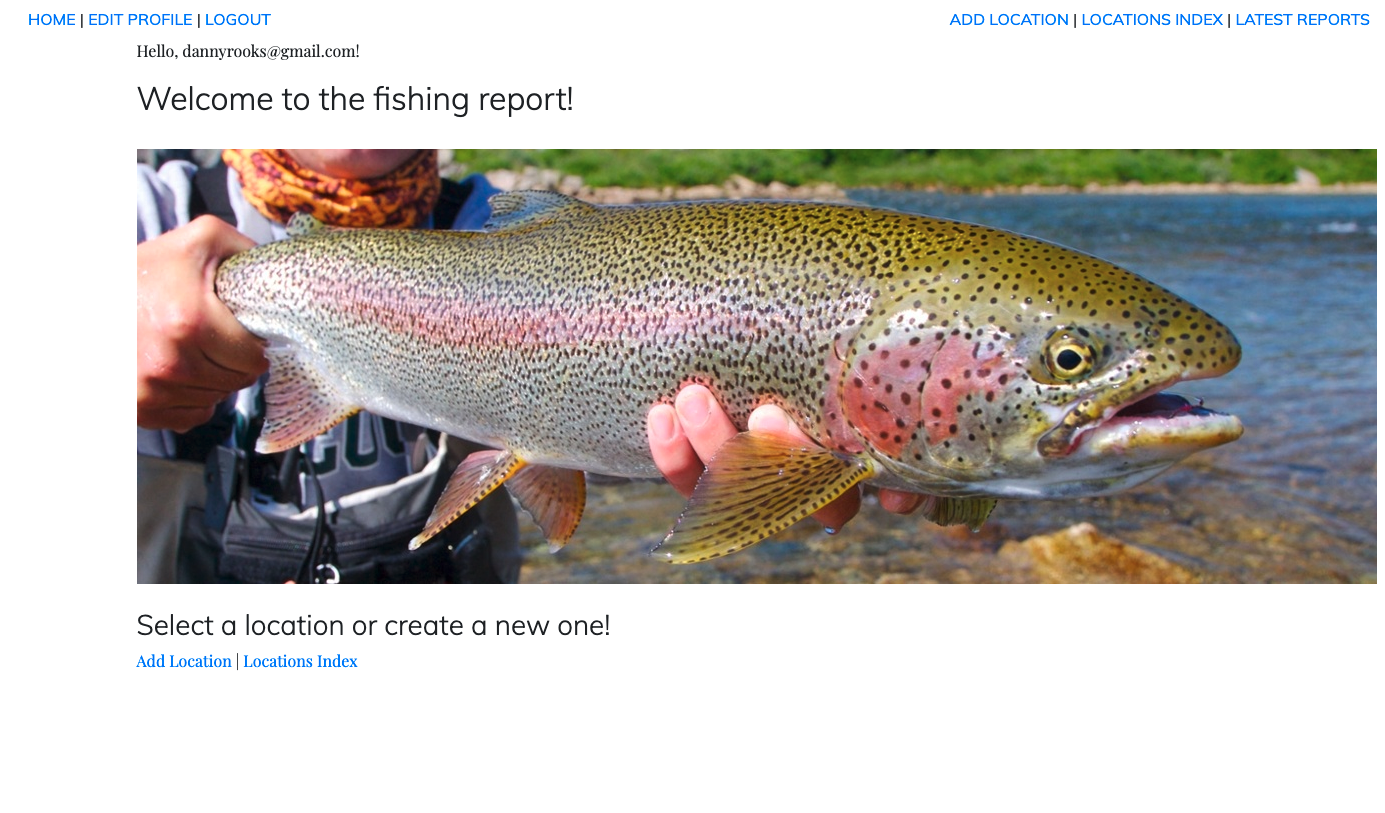 HOME | EDIT PROFILE | LOGOUT
ADD LOCATION | LOCATIONS INDEX | LATEST REPORTS
Hello, dannyrooks@gmail.com!
Welcome to the fishing report!
Select a location or create a new one!
Add Location | Locations Index